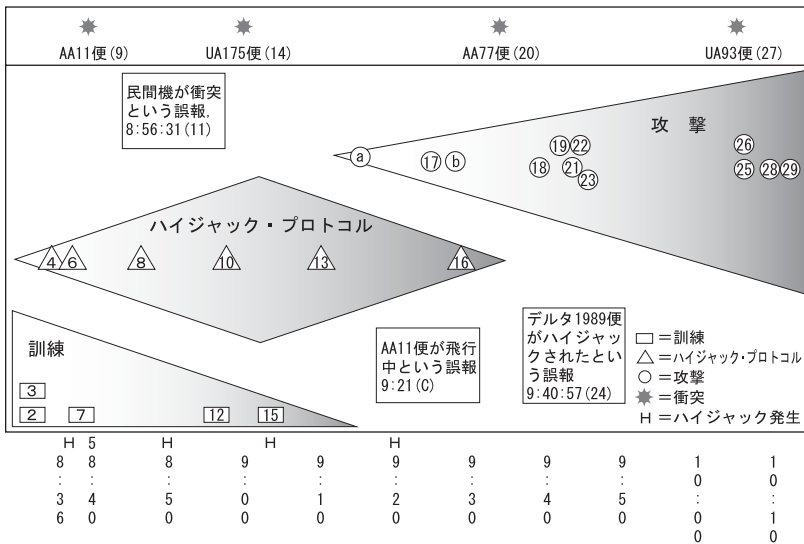 AA11便(9) UA175便(14) AA77便(20) UA93便(27)
民間機が衝突
という誤報,
8:56:31(11)
攻 撃
a 17 b 18 19 22 21 23 26 25 28 29
ハイジャック・プロトコル
4 6 8 10 13 16
訓練
3
2 7 12 15
AA11便が飛行
中という誤報
9:21(C)
デルタ1989便
がハイジャッ
クされたとい
う誤報
9:40:57(24)
□=訓練
△=ハイジャック・プロトコル
○=攻撃
=衝突
H=ハイジャック発生
H 5 H H H
8:36 8:40 8:50 9:00 9:10 9:20 9:30 9:40 9:50 10:00 10:10